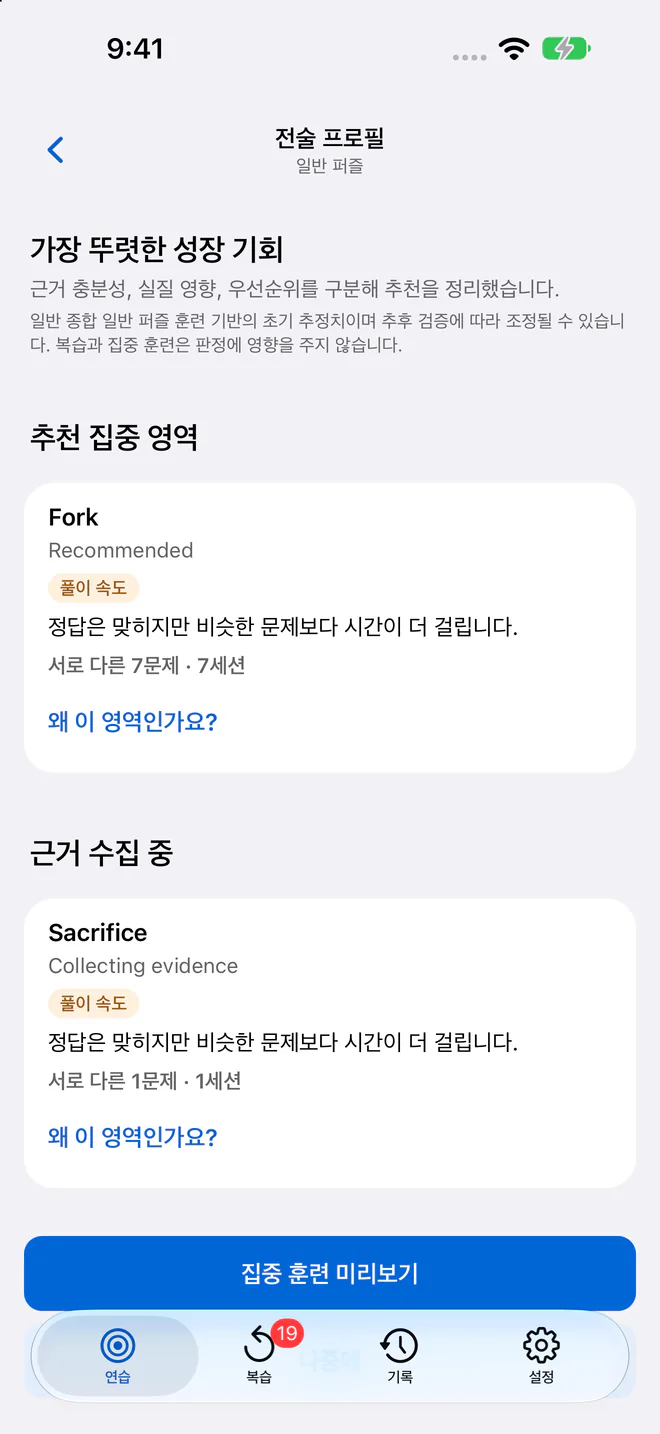 9:41
전술 프로필
일반 퍼즐
가장 뚜렷한 성장 기회
근거 충분성, 실질 영향, 우선순위를 구분해 추천을 정리했습니다.
일반 종합 일반 퍼즐 훈련 기반의 초기 추정치이며 추후 검증에 따라 조정될 수 있습니
다. 복습과 집중 훈련은 판정에 영향을 주지 않습니다.
추천 집중 영역
Fork
Recommended
풀이 속도
정답은 맞히지만 비슷한 문제보다 시간이 더 걸립니다.
서로 다른 7문제 · 7세션
왜 이 영역인가요?
근거 수집 중
Sacrifice
Collecting evidence
풀이 속도
정답은 맞히지만 비슷한 문제보다 시간이 더 걸립니다.
서로 다른 1문제 · 1세션
왜 이 영역인가요?
집중 훈련 미리보기
19
나중에
연습 복습 기록 설정